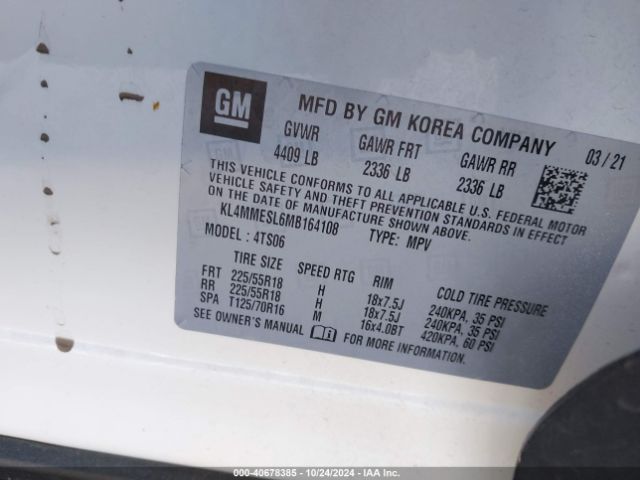 GM MFD BY GM KOREA COMPANY 03/21
GVWR GAWR FRT GAWR RR
4409 LB 2336 LB 2336 LB
THIS VEHICLE CONFORMS TO ALL APPLICABLE U.S. FEDERAL MOTOR
VEHICLE SAFETY AND THEFT PREVENTION STANDARDS IN EFFECT
ON THE DATE OF MANUFACTURE SHOWN ABOVE.
KL4MMESL6MB164108 TYPE: MPV
MODEL : 4TS06
TIRE SIZE SPEED RTG RIM COLD TIRE PRESSURE
FRT 225/55R18 H 18x7.5J 240KPA, 35 PSI
RR 225/55R18 H 18x7.5J 240KPA, 35 PSI
SPA T125/70R16 M 16x4.0BT 420KPA, 60 PSI
SEE OWNER'S MANUAL FOR MORE INFORMATION.
000-40678385 - 10/24/2024 - IAA Inc.